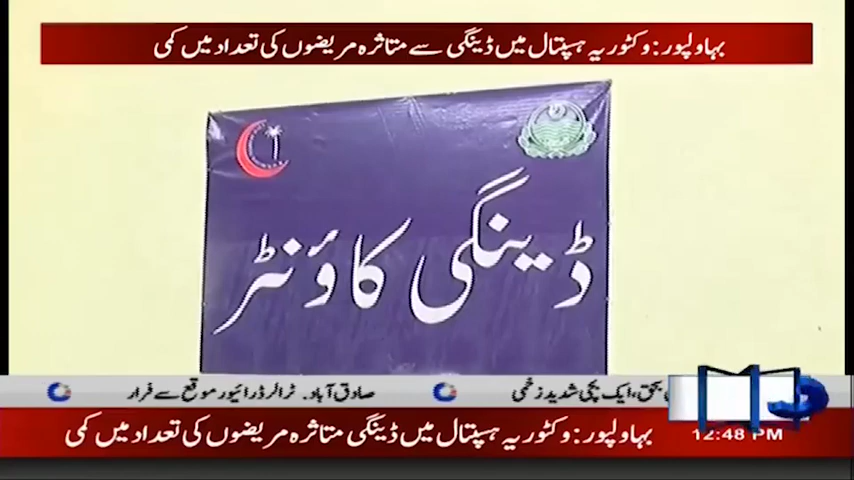 بہاولپور: وکٹوریہ ہسپتال میں ڈینگی سے متاثرہ مریضوں کی تعداد میں کمی
ڈینگی کاؤنٹر
بحق، ایک بچی شدید زخمی
صادق آباد۔ ٹرالر ڈرائیور موقع سے فرار
بہاولپور: وکٹوریہ ہسپتال میں ڈینگی متاثرہ مریضوں کی تعداد میں کمی
12:48 PM